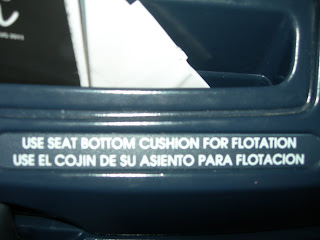 USE SEAT BOTTOM CUSHION FOR FLOTATION
USE EL COJIN DE SU ASIENTO PARA FLOTACION